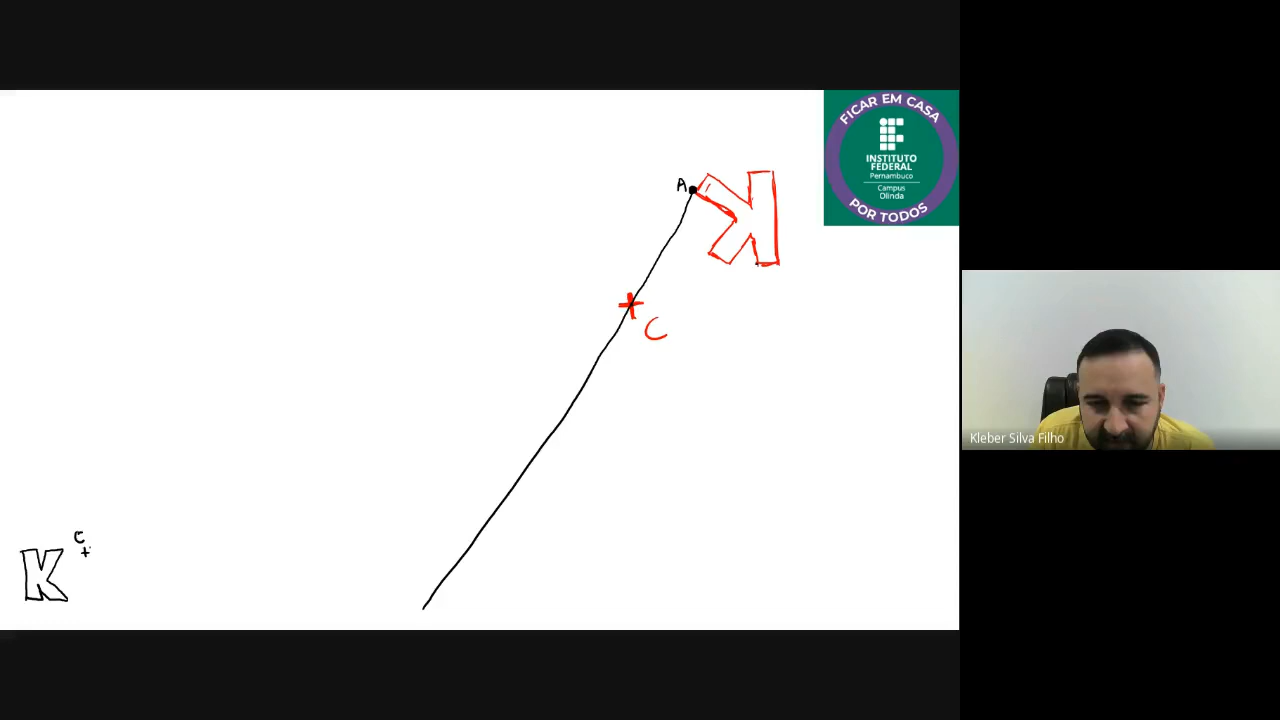 FICAR EM CASA
INSTITUTO
FEDERAL
Pernambuco
Campus
Olinda
POR TODOS
A
K
C
Kleber Silva Filho
C
K